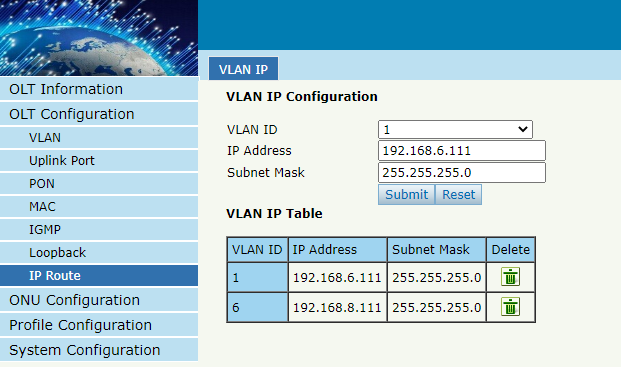 VLAN IP
OLT Information
OLT Configuration
VLAN
Uplink Port
PON
MAC
IGMP
Loopback
IP Route
ONU Configuration
Profile Configuration
System Configuration
VLAN IP Configuration
VLAN ID 1
IP Address 192.168.6.111
Subnet Mask 255.255.255.0
Submit Reset
VLAN IP Table
VLAN ID IP Address Subnet Mask Delete
1 192.168.6.111 255.255.255.0
6 192.168.8.111 255.255.255.0